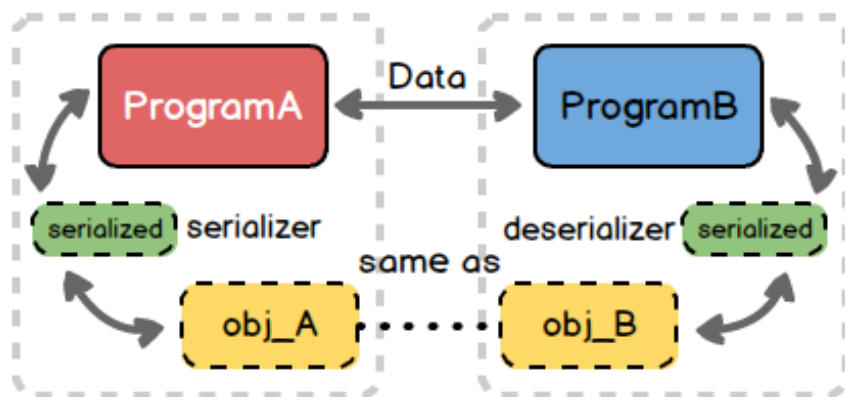 Data
ProgramA
ProgramB
serialized serializer
deserializer serialized
same as
obj_A
obj_B